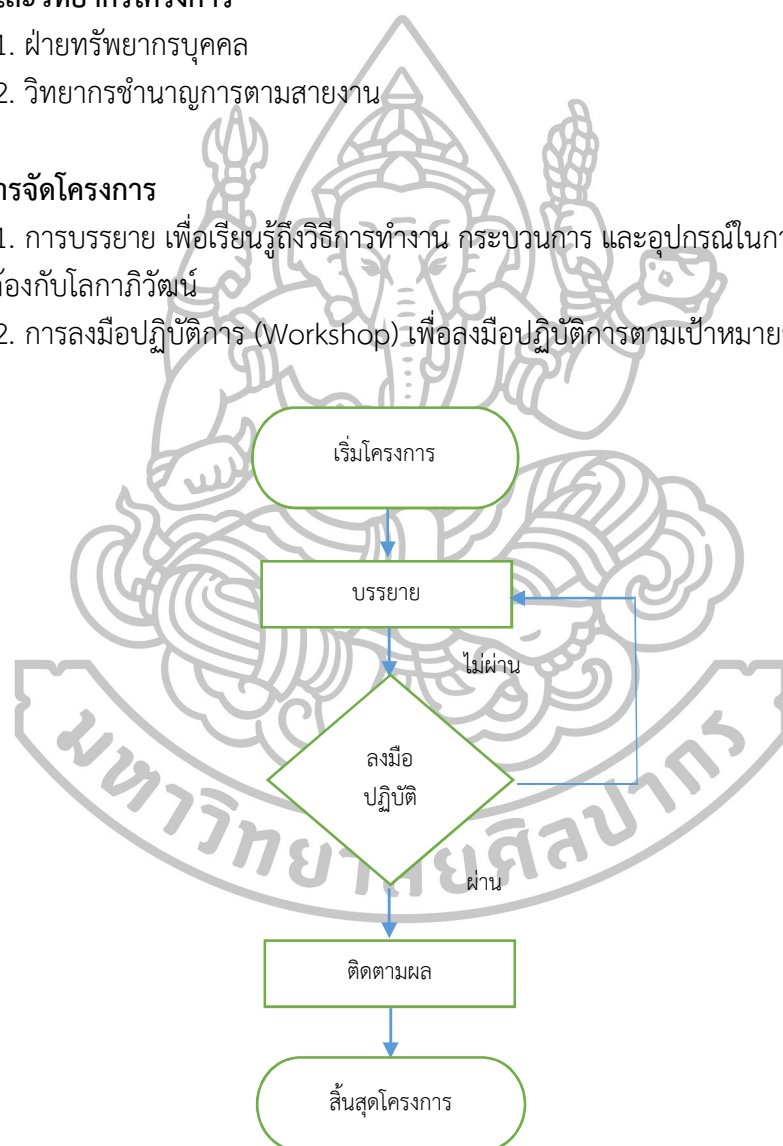 และวิทยากรโครงการ
1. ฝ่ายทรัพยากรบุคคล
2. วิทยากรชำนาญการตามสายงาน
การจัดโครงการ
1. การบรรยาย เพื่อเรียนรู้ถึงวิธีการทำงาน กระบวนการ และอุปกรณ์ใน
กับโลกาภิวัฒน์
2. การลงมือปฏิบัติการ (Workshop) เพื่อลงมือปฏิบัติการตามเป้าหมาย
เริ่มโครงการ
บรรยาย
ไม่ผ่าน
ลงมือ
ปฏิบัติ
ผ่าน
ติดตามผล
สิ้นสุดโครงการ
มหาวิทยาลัยศิลปากร